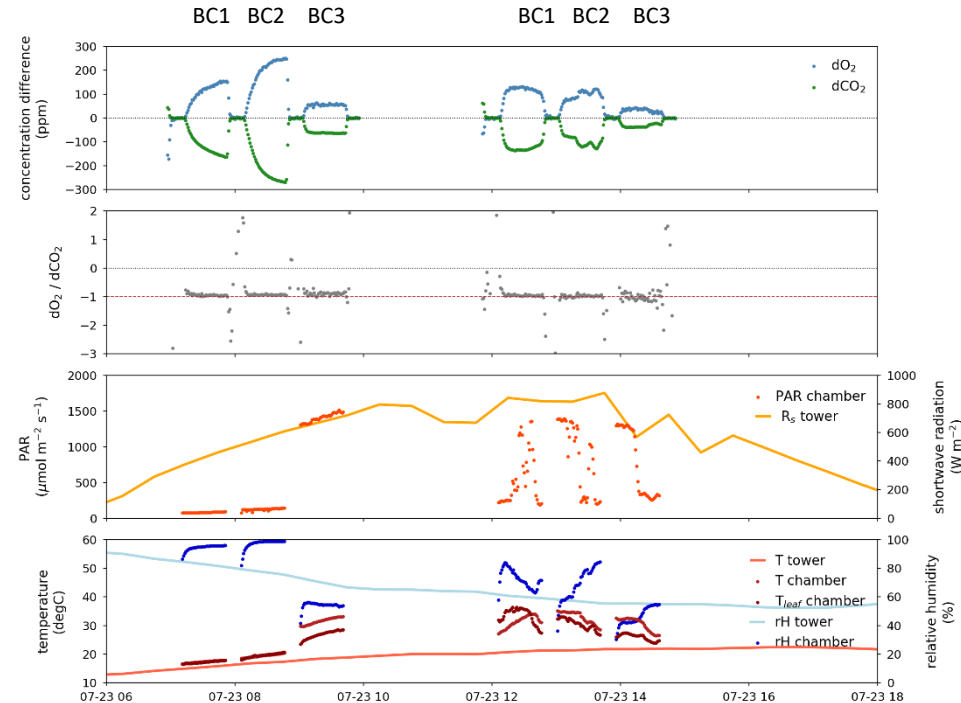 BC1 BC2 BC3 BC1 BC2 BC3
concentration difference
(ppm)
300
200
100
0
−100
−200
−300
dO₂
dCO₂
dO₂ / dCO₂
2
1
0
−1
−2
−3
PAR
(μmol m⁻² s⁻¹)
2000
1500
1000
500
0
PAR chamber
Rₛ tower
1000
800
600
400
200
0
shortwave radiation
(W m⁻²)
temperature
(degC)
60
50
40
30
20
10
T tower
T chamber
T_leaf chamber
rH tower
rH chamber
100
80
60
40
20
0
relative humidity
(%)
07-23 06 07-23 08 07-23 10 07-23 12 07-23 14 07-23 16 07-23 18